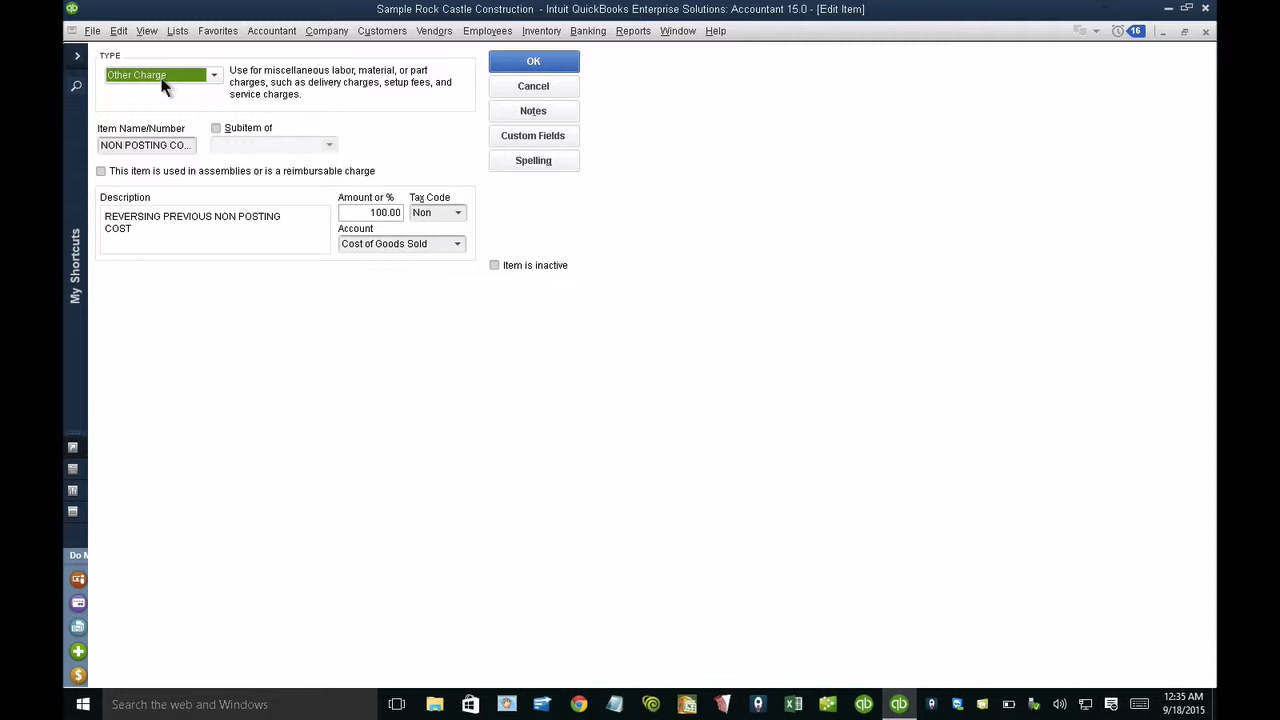 Sample Rock Castle Construction - Intuit QuickBooks Enterprise Solutions: Accountant 15.0 - [Edit Item]
File Edit View Lists Favorites Accountant Company Customers Vendors Employees Inventory Banking Reports Window Help
16
TYPE
Other Charge
Use for miscellaneous labor, material, or part
charges, such as delivery charges, setup fees, and
service charges.
OK
Cancel
Notes
Custom Fields
Spelling
Item Name/Number
Subitem of
NON POSTING CO...
This item is used in assemblies or is a reimbursable charge
Description
Amount or %
Tax Code
REVERSING PREVIOUS NON POSTING
COST
100.00
Non
Account
Cost of Goods Sold
Item is inactive
My Shortcuts
Do M
Search the web and Windows
12:35 AM
9/18/2015